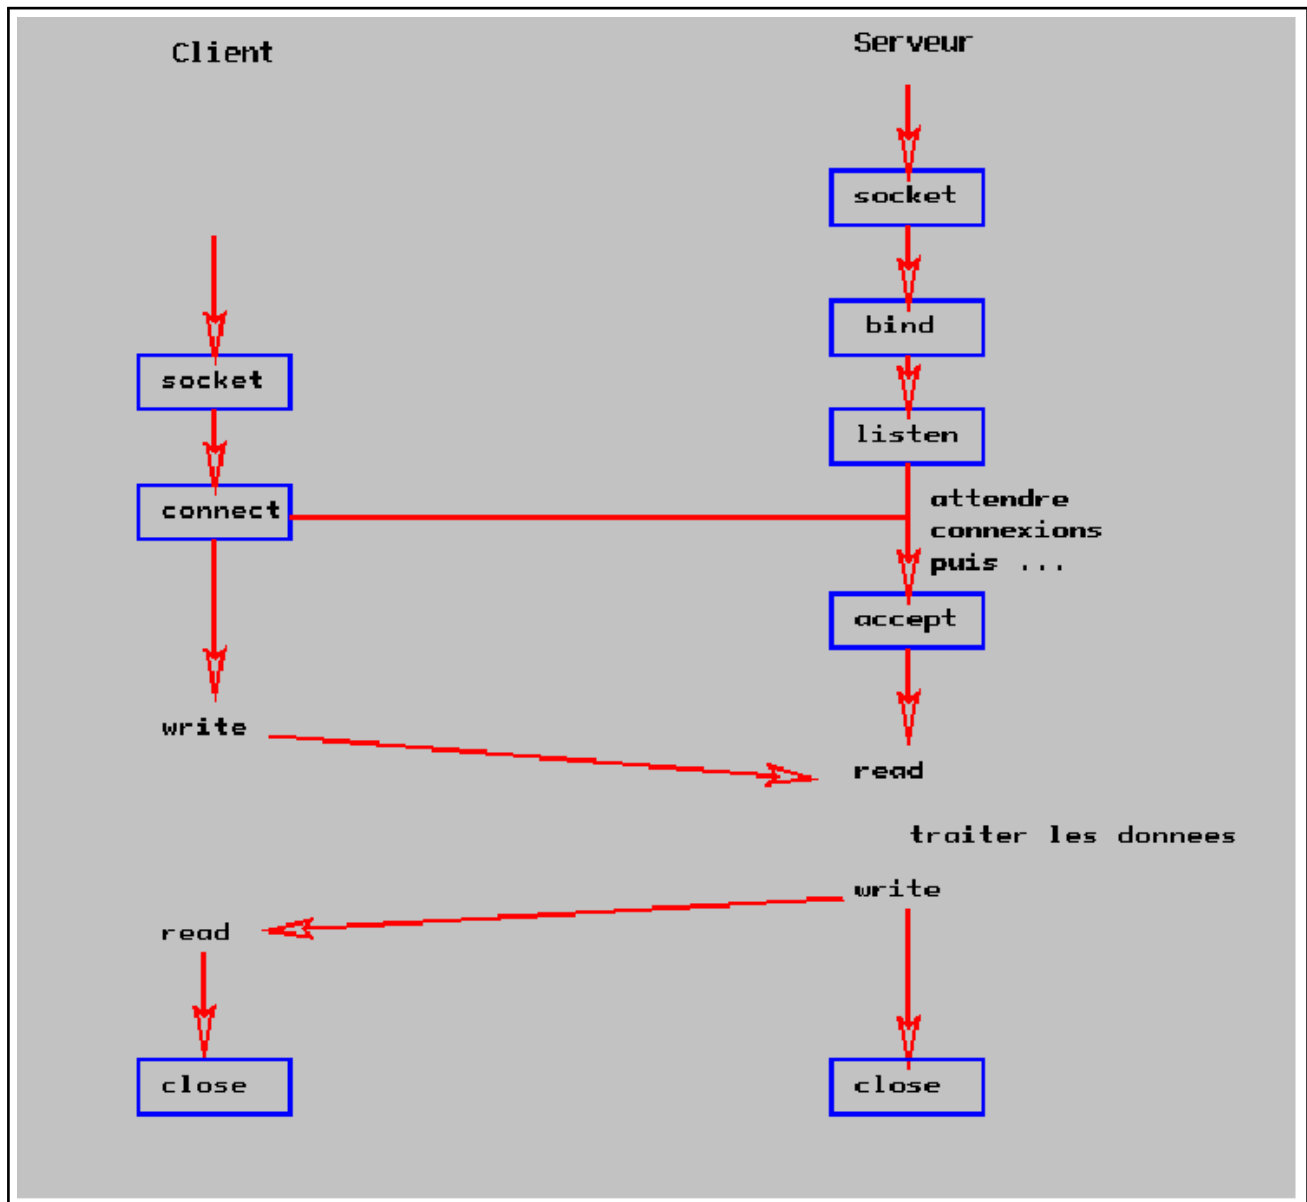 Client
Serveur
socket
bind
socket
listen
connect
attendre
connexions
puis ...
accept
write
read
traiter les donnees
write
read
close
close